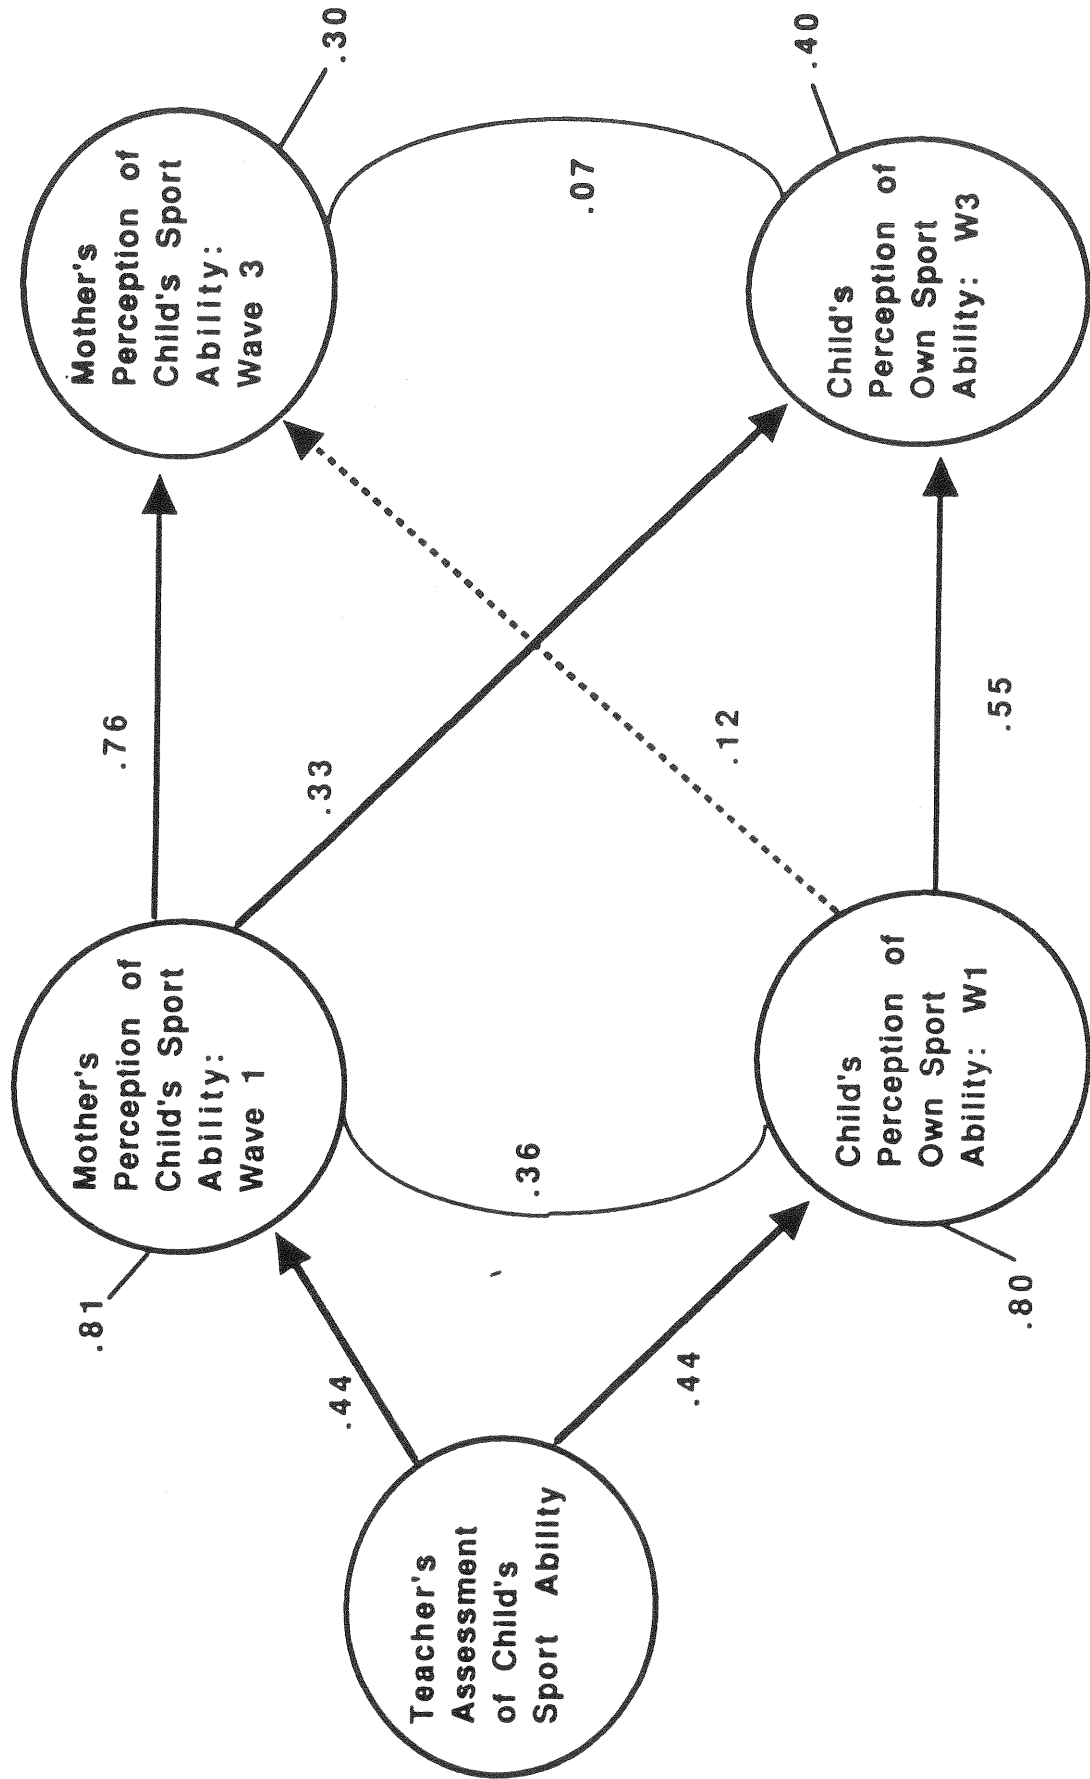 Teacher's
Assessment
of Child's
Sport Ability
.44
.44
.81
Mother's
Perception of
Child's Sport
Ability:
Wave 1
.36
Child's
Perception of
Own Sport
Ability: W1
.80
.76
.33
.12
.55
Mother's
Perception of
Child's Sport
Ability:
Wave 3
.30
.07
Child's
Perception of
Own Sport
Ability: W3
.40